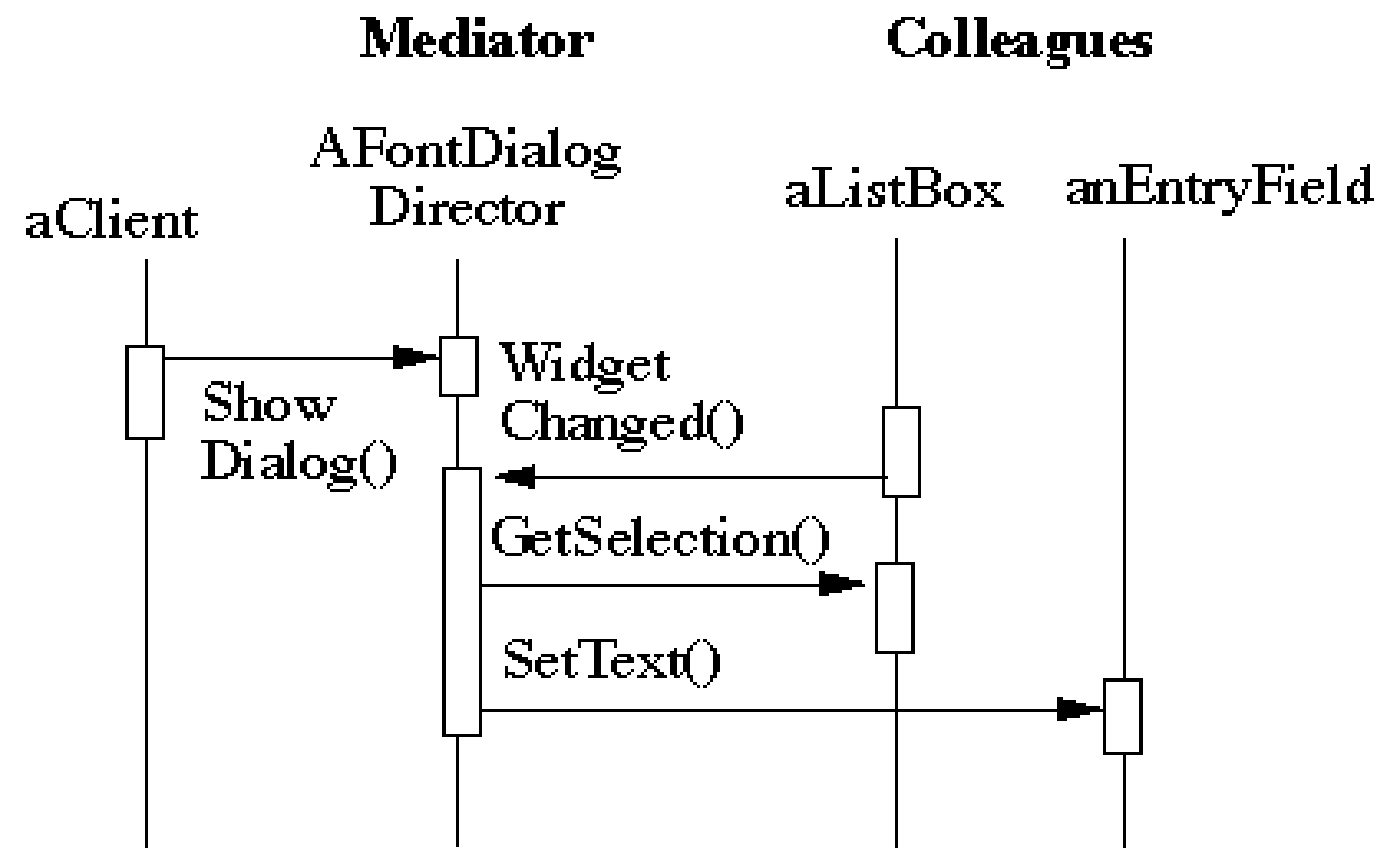 Mediator
Colleagues
AFontDialog
Director
aClient
aListBox
anEntryField
Show
Dialog()
Widget
Changed()
GetSelection()
SetText()